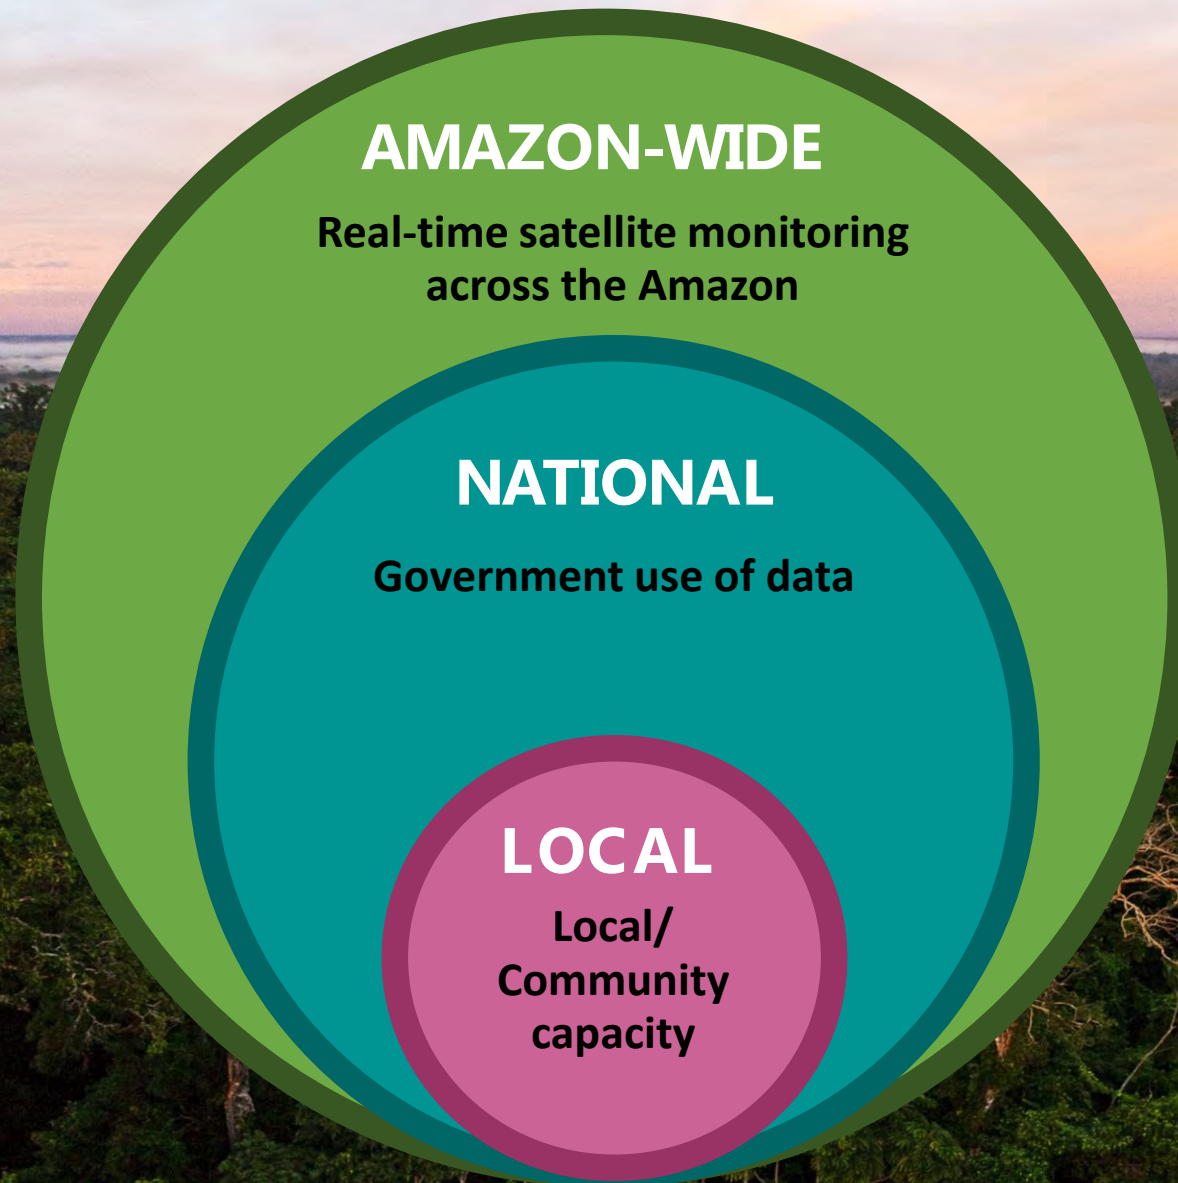 AMAZON-WIDE
Real-time satellite monitoring
across the Amazon
NATIONAL
Government use of data
LOCAL
Local/
Community
capacity